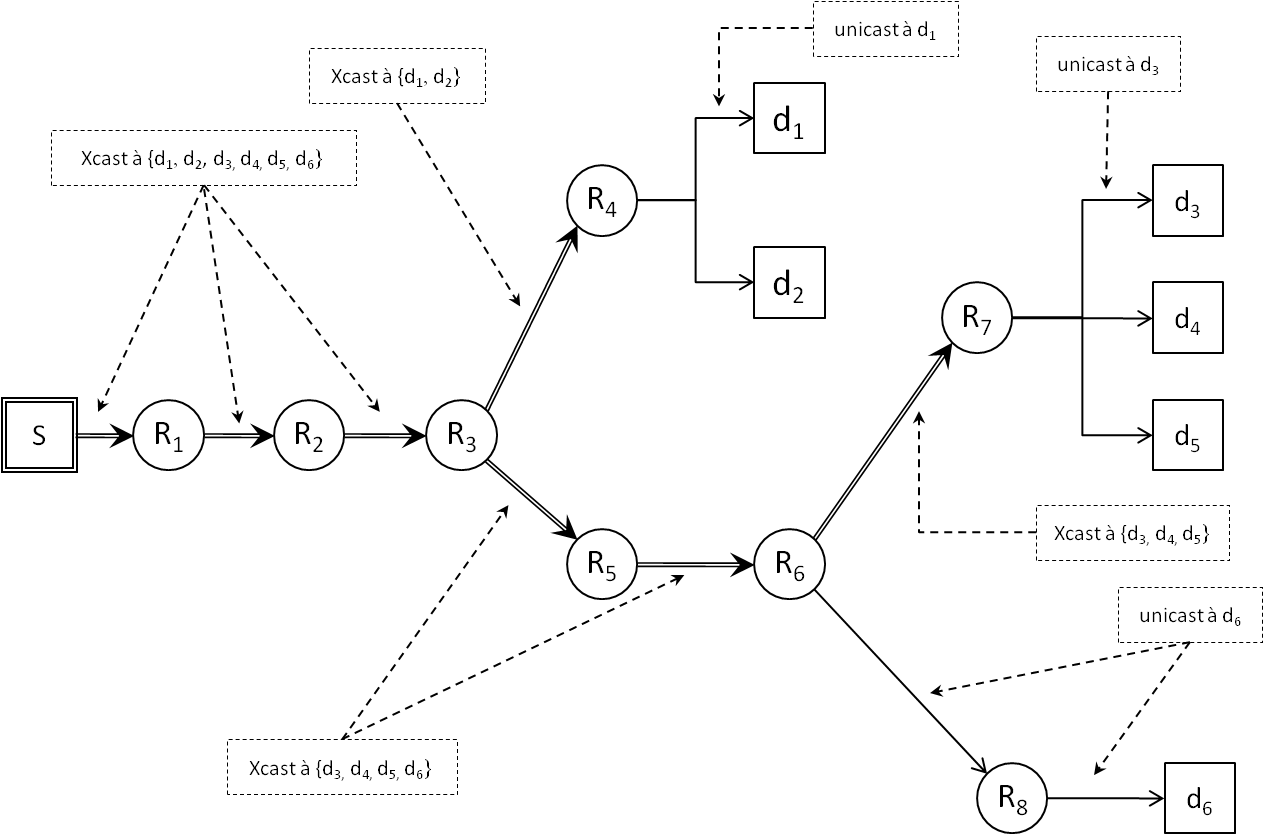 unicast à d₁
Xcast à {d₁, d₂}
unicast à d₃
Xcast à {d₁, d₂, d₃, d₄, d₅, d₆}
d₁
R₄
d₃
d₂
R₇
d₄
S
R₁
R₂
R₃
d₅
Xcast à {d₃, d₄, d₅}
R₅
R₆
unicast à d₆
Xcast à {d₃, d₄, d₅, d₆}
R₈
d₆